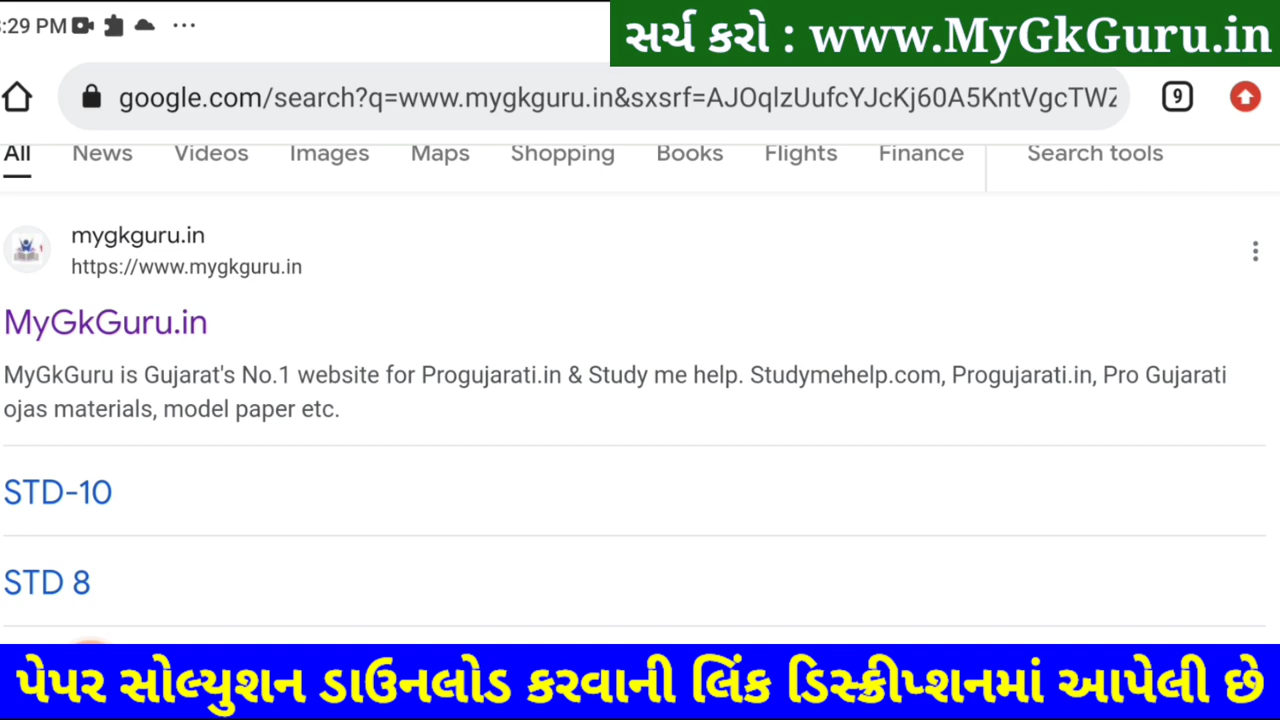 :29 PM
સર્ચ કરો : www.MyGkGuru.in
google.com/search?q=www.mygkguru.in&sxsrf=AJOqlzUufcYJcKj60A5KntVgcTWZ
9
All News Videos Images Maps Shopping Books Flights Finance Search tools
mygkguru.in
https://www.mygkguru.in
MyGkGuru.in
MyGkGuru is Gujarat's No.1 website for Progujarati.in & Study me help. Studymehelp.com, Progujarati.in, Pro Gujarati
ojas materials, model paper etc.
STD-10
STD 8
પેપર સોલ્યુશન ડાઉનલોડ કરવાની લિંક ડિસ્ક્રીપ્શનમાં આપેલી છે